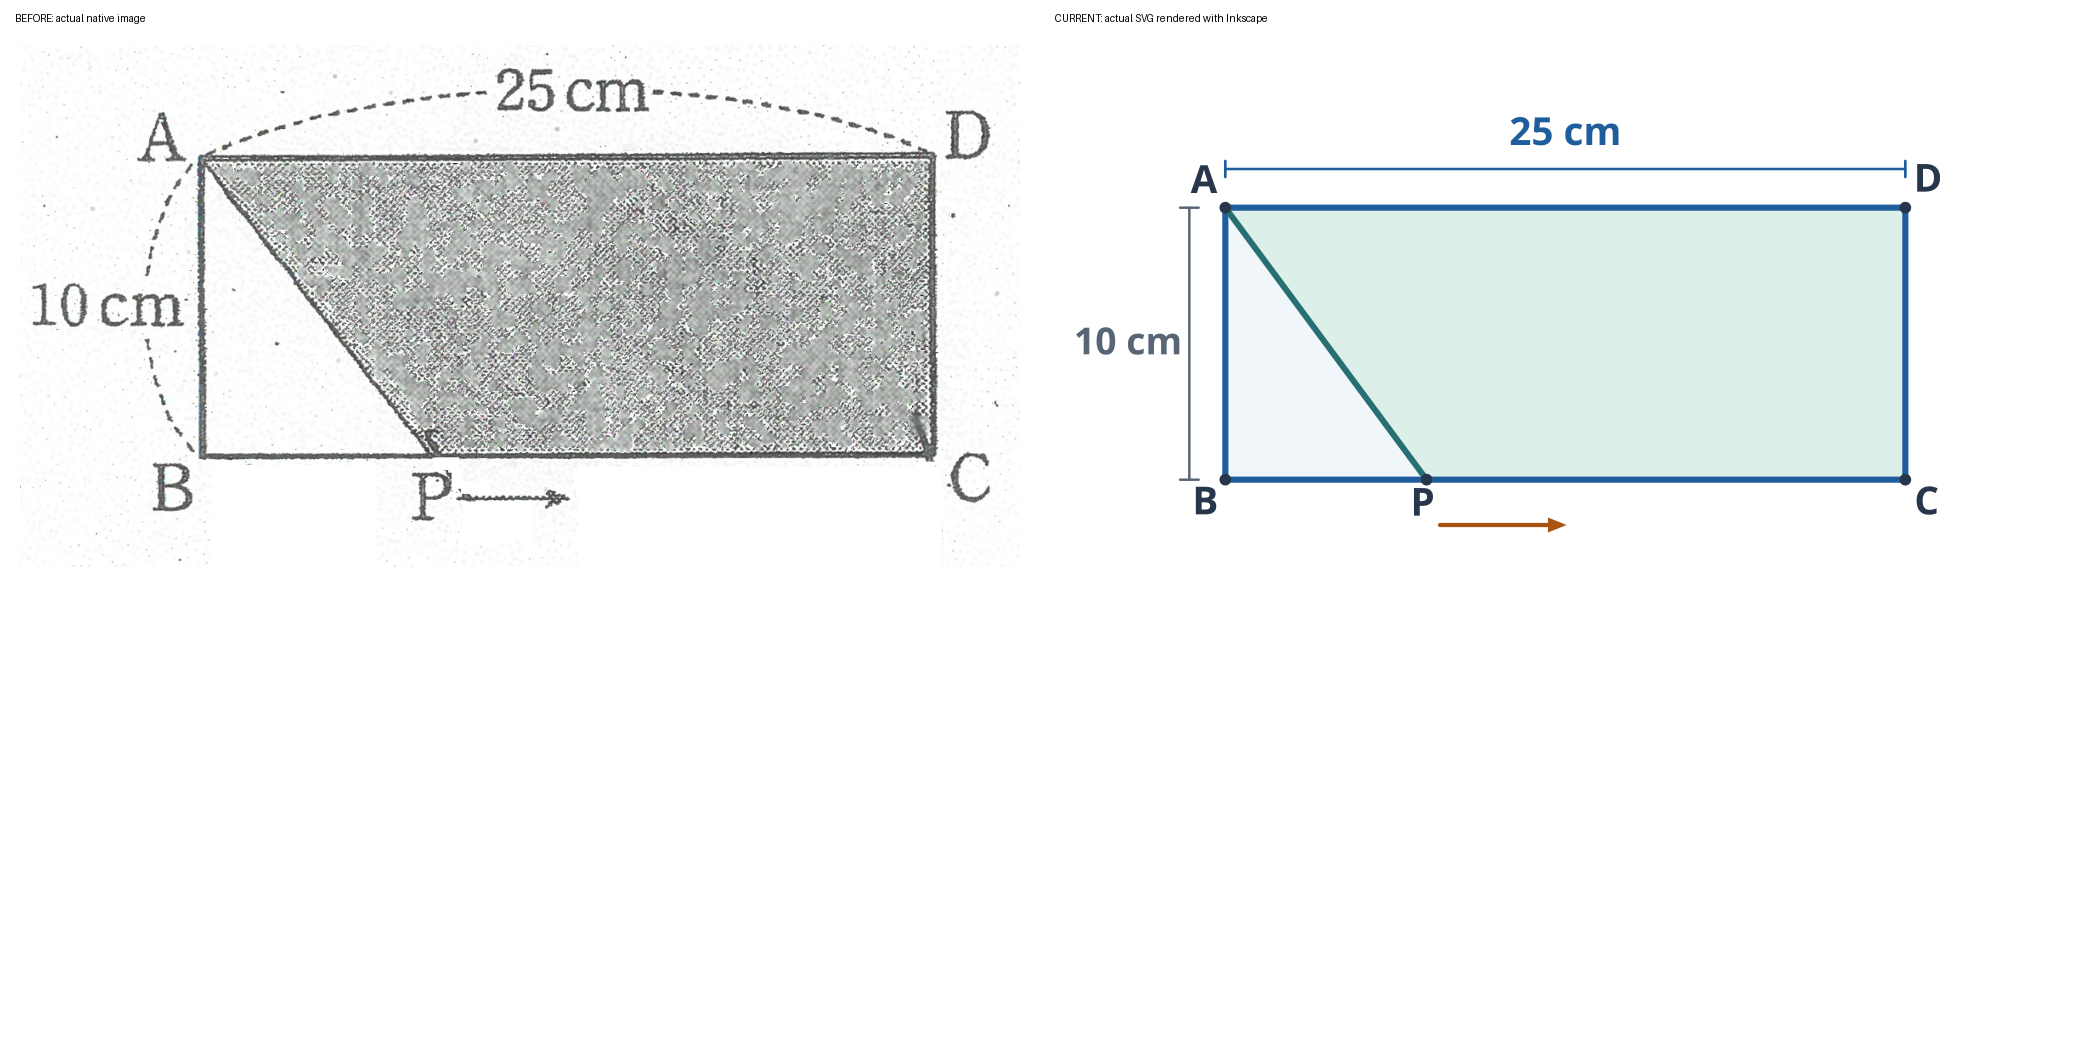 BEFORE: actual native image
25 cm
A
D
10 cm
B
P
C
CURRENT: actual SVG rendered with Inkscape
25 cm
A
D
10 cm
B
P
C